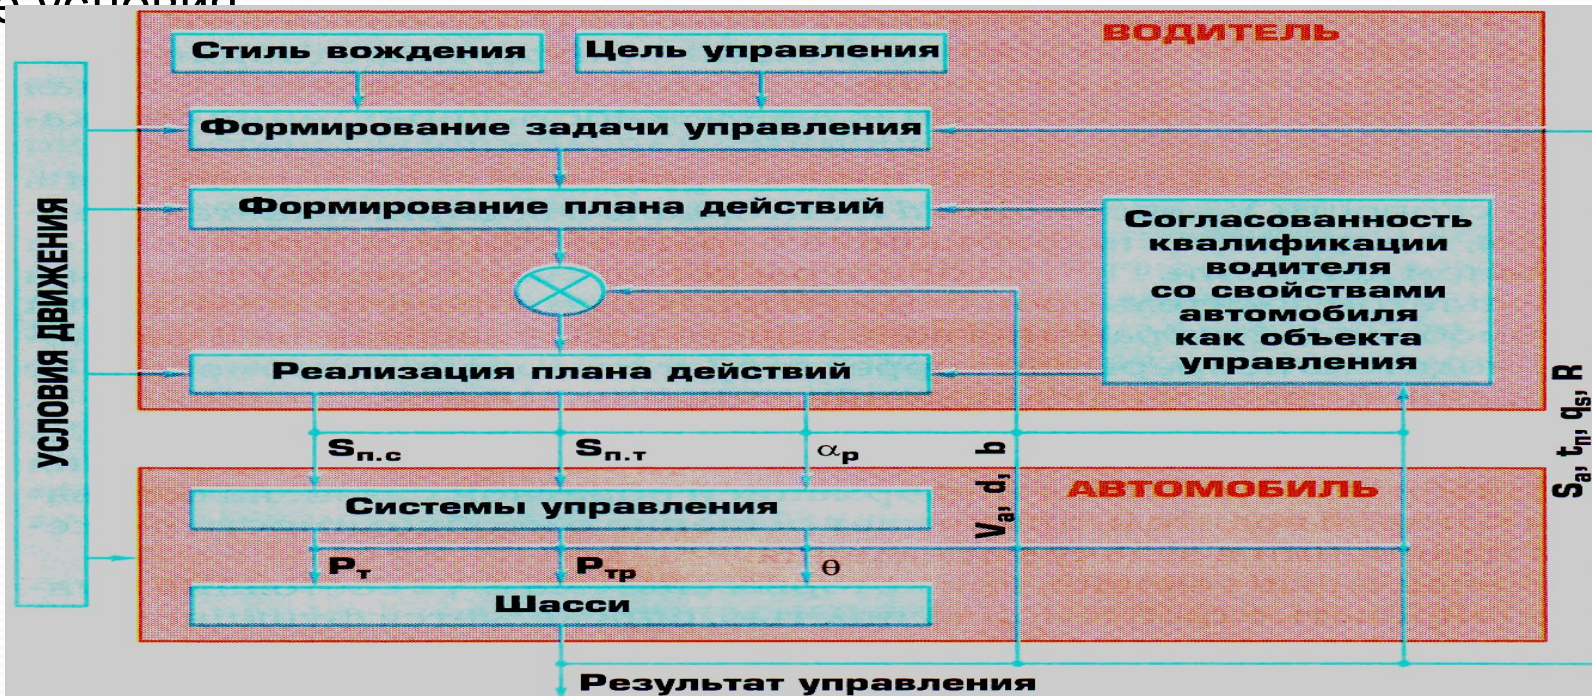 условия
ВОДИТЕЛЬ
Стиль вождения
Цель управления
Формирование задачи управления
Формирование плана действий
Согласованность
квалификации
водителя
со свойствами
автомобиля
как объекта
управления
УСЛОВИЯ ДВИЖЕНИЯ
Реализация плана действий
Sп.с
Sп.т
αр
Va, d, b
Sa, tп, qs, R
АВТОМОБИЛЬ
Системы управления
Pт
Pтр
θ
Шасси
Результат управления